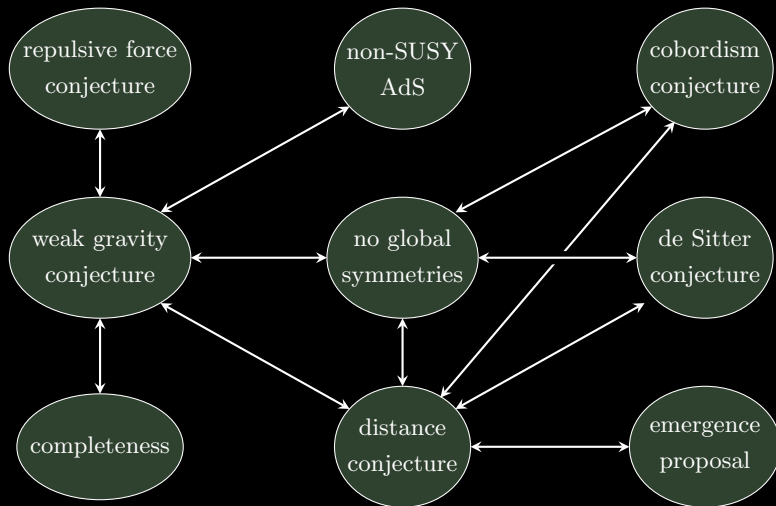 repulsive force
conjecture
non-SUSY
AdS
cobordism
conjecture
weak gravity
conjecture
no global
symmetries
de Sitter
conjecture
completeness
distance
conjecture
emergence
proposal